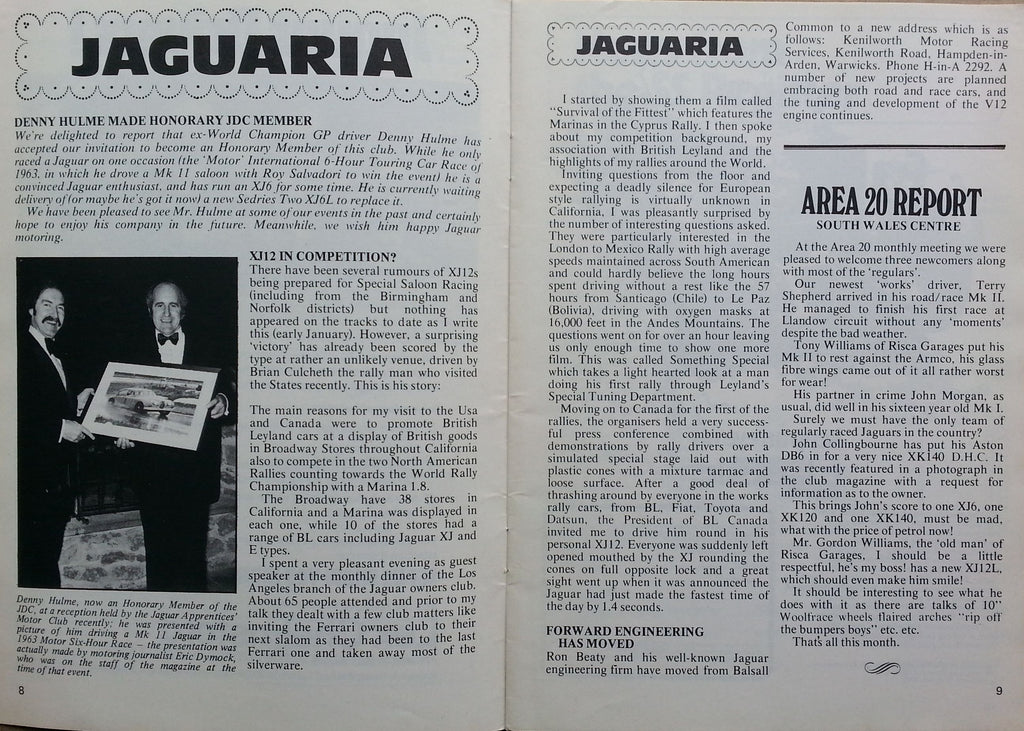 JAGUARIA
DENNY HULME MADE HONORARY JDC MEMBER
We're delighted to report that ex-World Champion GP driver Denny Hulme has
accepted our invitation to become an Honorary Member of this club. While he only
raced a Jaguar on one occasion (the 'Motor' International 6-Hour Touring Car Race of
1963, in which he drove a Mk 11 saloon with Roy Salvadori to win the event) he is a
convinced Jaguar enthusiast, and has run an XJ6 for some time. He is currently waiting
delivery of (or maybe he's got it now) a new Sedries Two XJ6L to replace it.
We have been pleased to see Mr. Hulme at some of our events in the past and certainly
hope to enjoy his company in the future. Meanwhile, we wish him happy Jaguar
motoring.
Denny Hulme, now an Honorary Member of the
JDC, at a reception held by the Jaguar Apprentices'
Motor Club recently; he was presented with a
picture of him driving a Mk 11 Jaguar in the
1963 Motor Six-Hour Race – the presentation was
actually made by motoring journalist Eric Dymock,
who was on the staff of the magazine at the
time of that event.
8
XJ12 IN COMPETITION?
There have been several rumours of XJ12s
being prepared for Special Saloon Racing
(including from the Birmingham and
Norfolk districts) but nothing has
appeared on the tracks to date as I write
this (early January). However, a surprising
'victory' has already been scored by the
type at rather an unlikely venue, driven by
Brian Culcheth the rally man who visited
the States recently. This is his story:
The main reasons for my visit to the Usa
and Canada were to promote British
Leyland cars at a display of British goods
in Broadway Stores throughout California
also to compete in the two North American
Rallies counting towards the World Rally
Championship with a Marina 1.8.
The Broadway have 38 stores in
California and a Marina was displayed in
each one, while 10 of the stores had a
range of BL cars including Jaguar XJ and
E types.
I spent a very pleasant evening as guest
speaker at the monthly dinner of the Los
Angeles branch of the Jaguar owners club.
About 65 people attended and prior to my
talk they dealt with a few club matters like
inviting the Ferrari owners club to their
next slalom as they had been to the last
Ferrari one and taken away most of the
silverware.
JAGUARIA
I started by showing them a film called
"Survival of the Fittest" which features the
Marinas in the Cyprus Rally. I then spoke
about my competition background, my
association with British Leyland and the
highlights of my rallies around the World.
Inviting questions from the floor and
expecting a deadly silence for European
style rallying is virtually unknown in
California, I was pleasantly surprised by
the number of interesting questions asked.
They were particularly interested in the
London to Mexico Rally with high average
speeds maintained across South American
and could hardly believe the long hours
spent driving without a rest like the 57
hours from Santicago (Chile) to Le Paz
(Bolivia), driving with oxygen masks at
16,000 feet in the Andes Mountains. The
questions went on for over an hour leaving
us only enough time to show one more
film. This was called Something Special
which takes a light hearted look at a man
doing his first rally through Leyland's
Special Tuning Department.
Moving on to Canada for the first of the
rallies, the organisers held a very success-
ful press conference combined with
demonstrations by rally drivers over a
simulated special stage laid out with
plastic cones with a mixture tarmac and
loose surface. After a good deal of
thrashing around by everyone in the works
rally cars, from BL, Fiat, Toyota and
Datsun, the President of BL Canada
invited me to drive him round in his
personal XJ12. Everyone was suddenly left
opened mouthed by the XJ rounding the
cones on full opposite lock and a great
sight went up when it was announced the
Jaguar had just made the fastest time of
the day by 1.4 seconds.
FORWARD ENGINEERING
HAS MOVED
Ron Beaty and his well-known Jaguar
engineering firm have moved from Balsall
Common to a new address which is as
follows: Kenilworth Motor Racing
Services, Kenilworth Road, Hampden-in-
Arden, Warwicks. Phone H-in-A 2292. A
number of new projects are planned
embracing both road and race cars, and
the tuning and development of the V12
engine continues.
AREA 20 REPORT
SOUTH WALES CENTRE
At the Area 20 monthly meeting we were
pleased to welcome three newcomers along
with most of the 'regulars'.
Our newest 'works' driver, Terry
Shepherd arrived in his road/race Mk II.
He managed to finish his first race at
Llandow circuit without any 'moments'
despite the bad weather.
Tony Williams of Risca Garages put his
Mk II to rest against the Armco, his glass
fibre wings came out of it all rather worst
for wear!
His partner in crime John Morgan, as
usual, did well in his sixteen year old Mk I.
Surely we must have the only team of
regularly raced Jaguars in the country?
John Collingbourne has put his Aston
DB6 in for a very nice XK140 D.H.C. It
was recently featured in a photograph in
the club magazine with a request for
information as to the owner.
This brings John's score to one XJ6, one
XK120 and one XK140, must be mad,
what with the price of petrol now!
Mr. Gordon Williams, the 'old man' of
Risca Garages, I should be a little
respectful, he's my boss! has a new XJ12L,
which should even make him smile!
It should be interesting to see what he
does with it as there are talks of 10"
Woolfrace wheels flaired arches "rip off
the bumpers boys" etc. etc.
That's all this month.
9